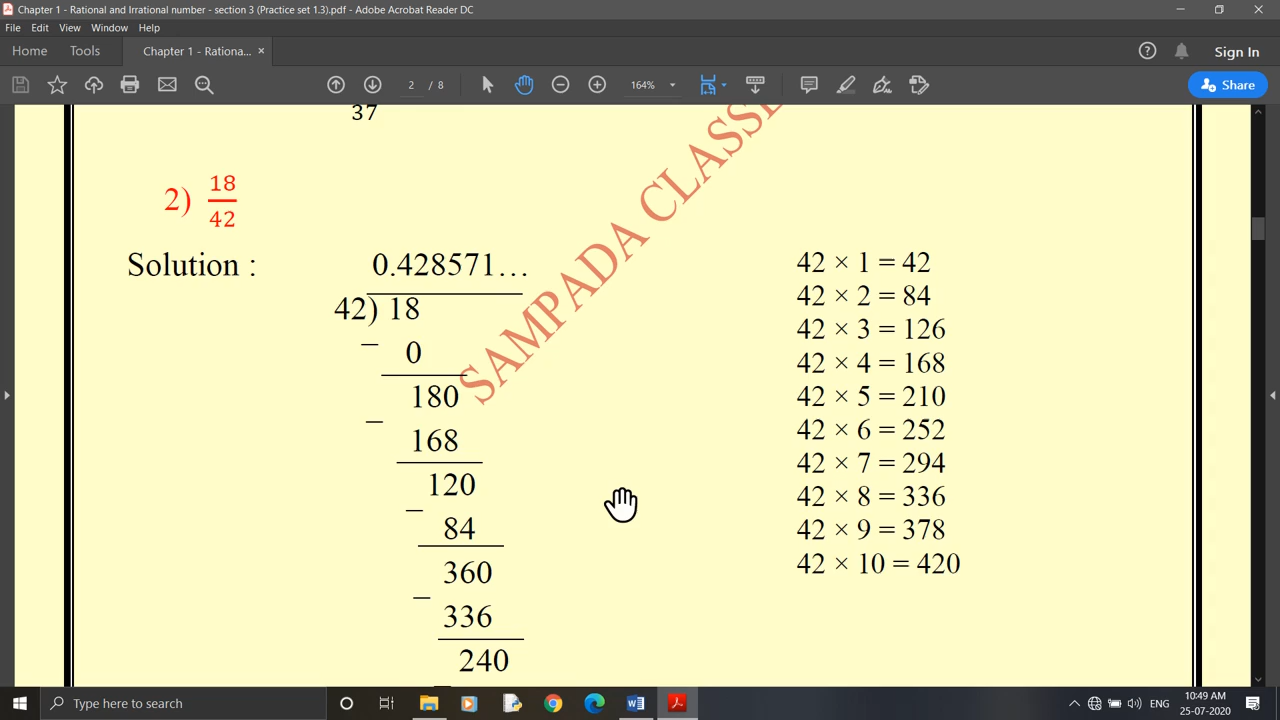 Chapter 1 - Rational and Irrational number - section 3 (Practice set 1.3).pdf - Adobe Acrobat Reader DC
File Edit View Window Help
Home Tools Chapter 1 - Rationa... × Sign In
2 / 8 164% Share
37
SAMPADA CLASSE
2) 18/42
Solution :
0.428571...
42) 18
− 0
180
− 168
120
− 84
360
− 336
240
42 × 1 = 42
42 × 2 = 84
42 × 3 = 126
42 × 4 = 168
42 × 5 = 210
42 × 6 = 252
42 × 7 = 294
42 × 8 = 336
42 × 9 = 378
42 × 10 = 420
Type here to search
ENG
10:49 AM
25-07-2020